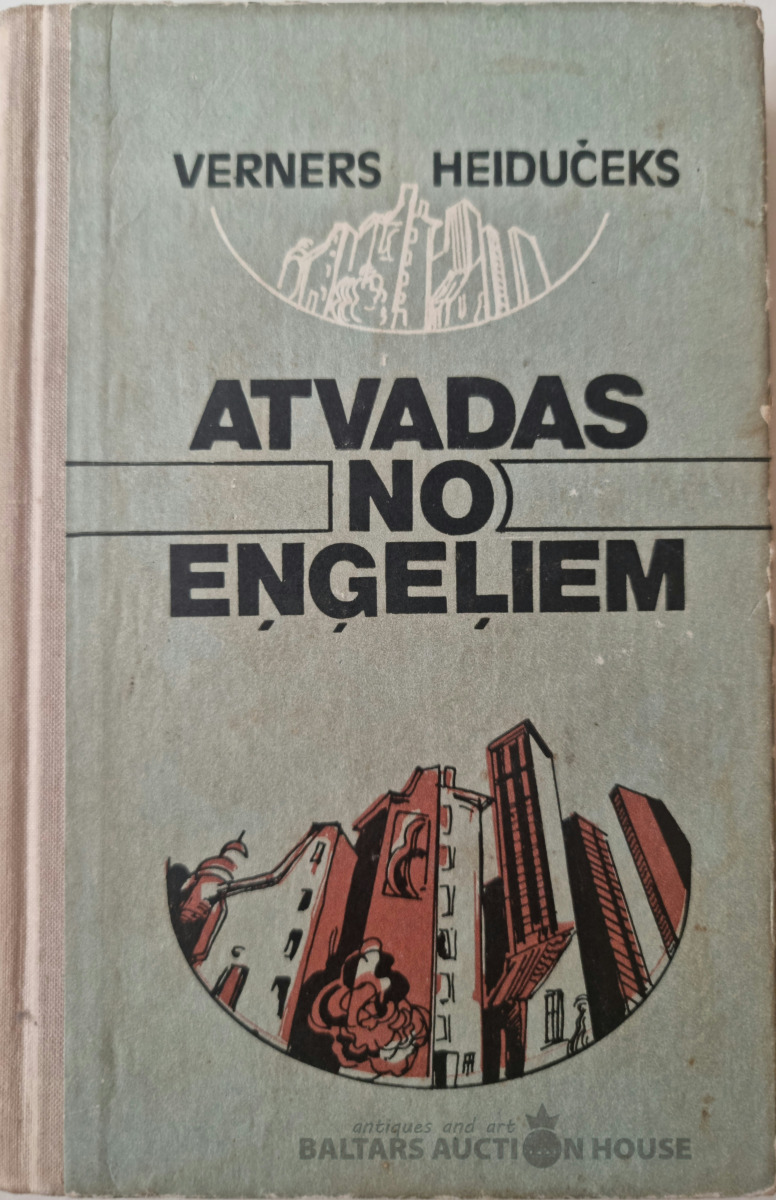 VERNERS HEIDUČEKS
ATVADAS
NO
EŅĢEĻIEM
antiques and art
BALTARS AUCTION HOUSE